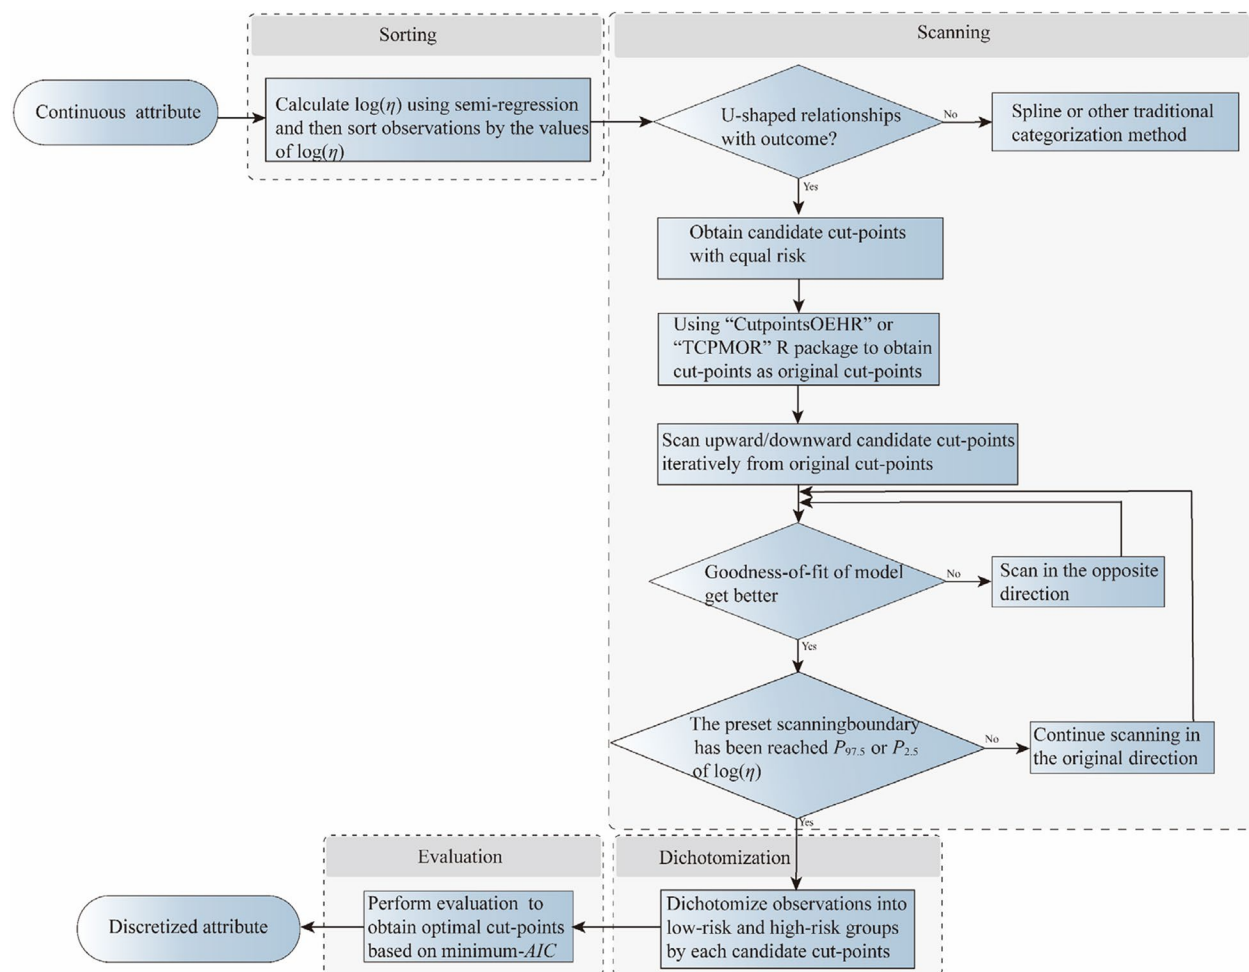 Sorting
Scanning
Continuous attribute
Calculate log(η) using semi-regression
and then sort observations by the values
of log(η)
U-shaped relationships
with outcome?
No
Spline or other traditional
categorization method
Yes
Obtain candidate cut-points
with equal risk
Using “CutpointsOEHR” or
“TCPMOR” R package to obtain
cut-points as original cut-points
Scan upward/downward candidate cut-points
iteratively from original cut-points
Goodness-of-fit of model
get better
No
Scan in the opposite
direction
Yes
The preset scanningboundary
has been reached P97.5 or P2.5
of log(η)
No
Continue scanning in
the original direction
Yes
Evaluation
Dichotomization
Discretized attribute
Perform evaluation to
obtain optimal cut-points
based on minimum-AIC
Dichotomize observations into
low-risk and high-risk groups
by each candidate cut-points